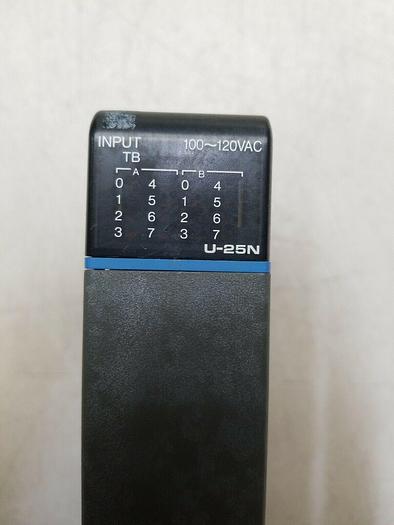 INPUT 100~120VAC
TB
A B
0 4 0 4
1 5 1 5
2 6 2 6
3 7 3 7
U-25N